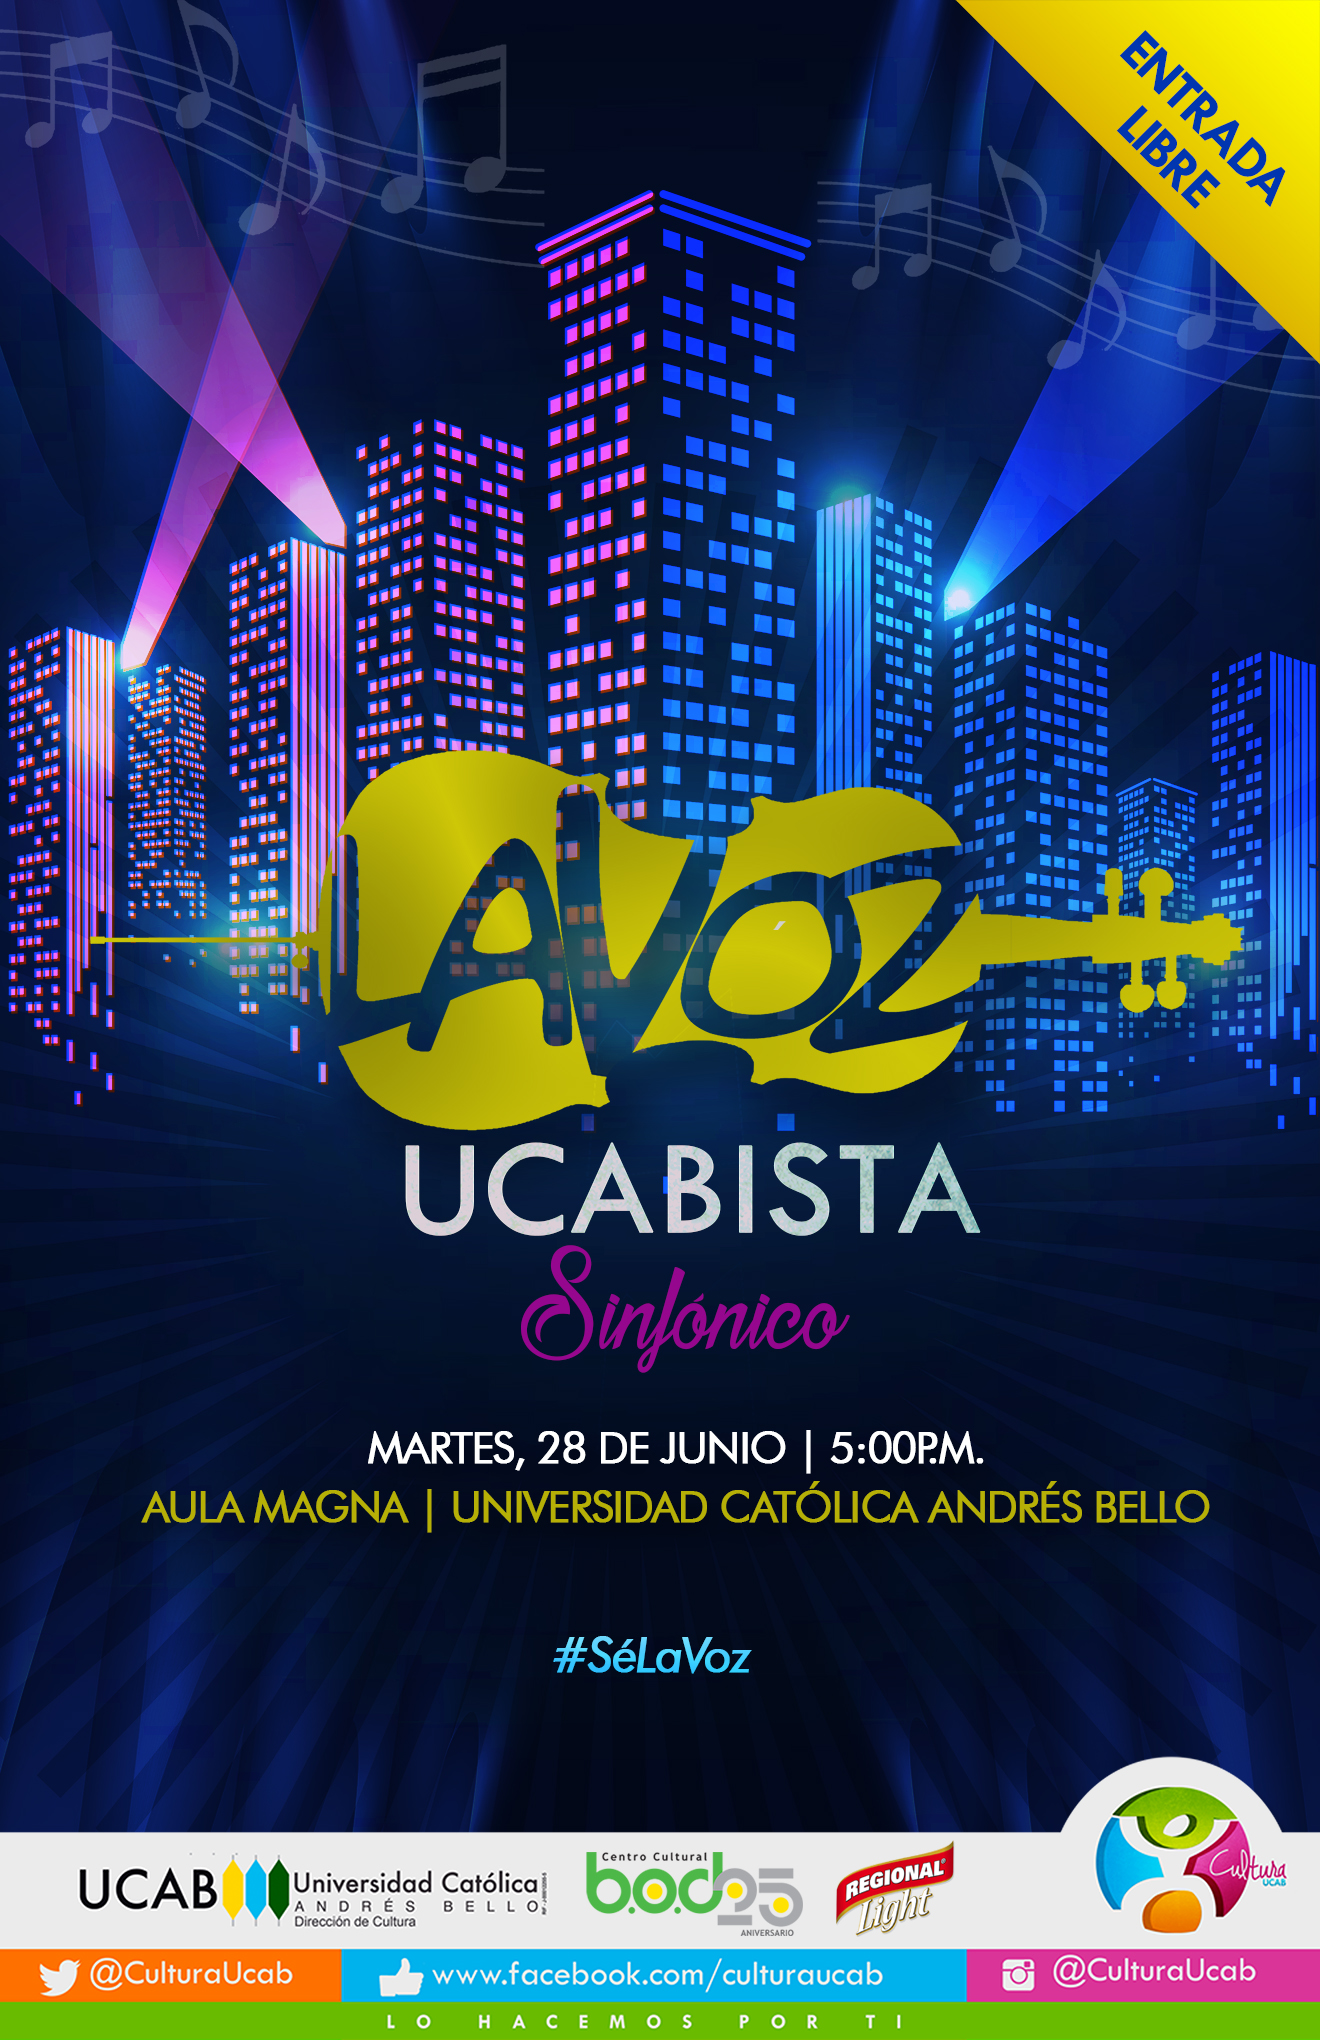 ENTRADA
LIBRE
LA VOZ
UCABISTA
Sinfónico
MARTES, 28 DE JUNIO | 5:00P.M.
AULA MAGNA | UNIVERSIDAD CATÓLICA ANDRÉS BELLO
#SéLaVoz
UCAB Universidad Católica
ANDRÉS BELLO
Dirección de Cultura
Centro Cultural
b.o.d 25
ANIVERSARIO
REGIONAL
Light
Cultura
UCAB
@CulturaUcab
www.facebook.com/culturaucab
@CulturaUcab
LO HACEMOS POR TI